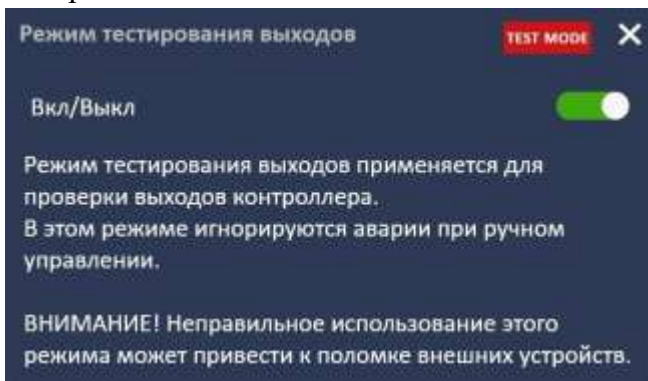 Режим тестирования выходов TEST MODE
Вкл/Выкл
Режим тестирования выходов применяется для
проверки выходов контроллера.
В этом режиме игнорируются аварии при ручном
управлении.
ВНИМАНИЕ! Неправильное использование этого
режима может привести к поломке внешних устройств.